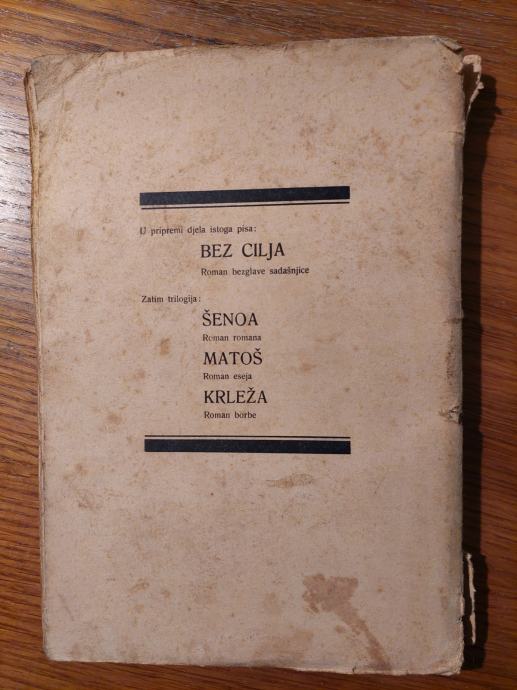 U pripremi djela istoga pisa:
BEZ CILJA
Roman bezglave sadašnjice
Zatim trilogija:
ŠENOA
Roman romana
MATOŠ
Roman eseja
KRLEŽA
Roman borbe